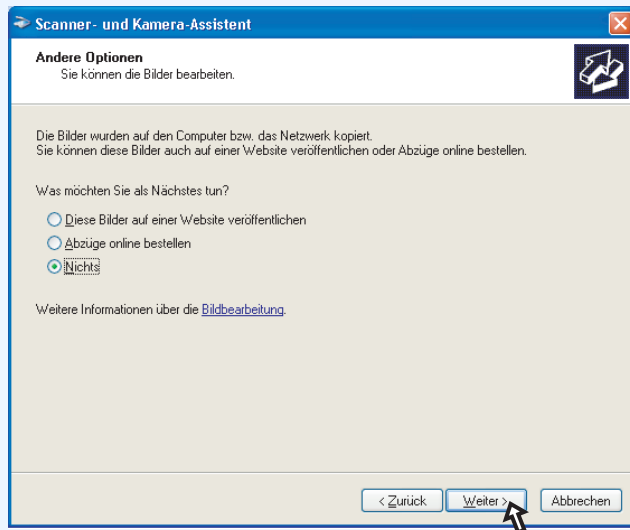 Scanner- und Kamera-Assistent
Andere Optionen
Sie können die Bilder bearbeiten.
Die Bilder wurden auf den Computer bzw. das Netzwerk kopiert.
Sie können diese Bilder auch auf einer Website veröffentlichen oder Abzüge online bestellen.
Was möchten Sie als Nächstes tun?
Diese Bilder auf einer Website veröffentlichen
Abzüge online bestellen
Nichts
Weitere Informationen über die Bildbearbeitung.
< Zurück Weiter > Abbrechen